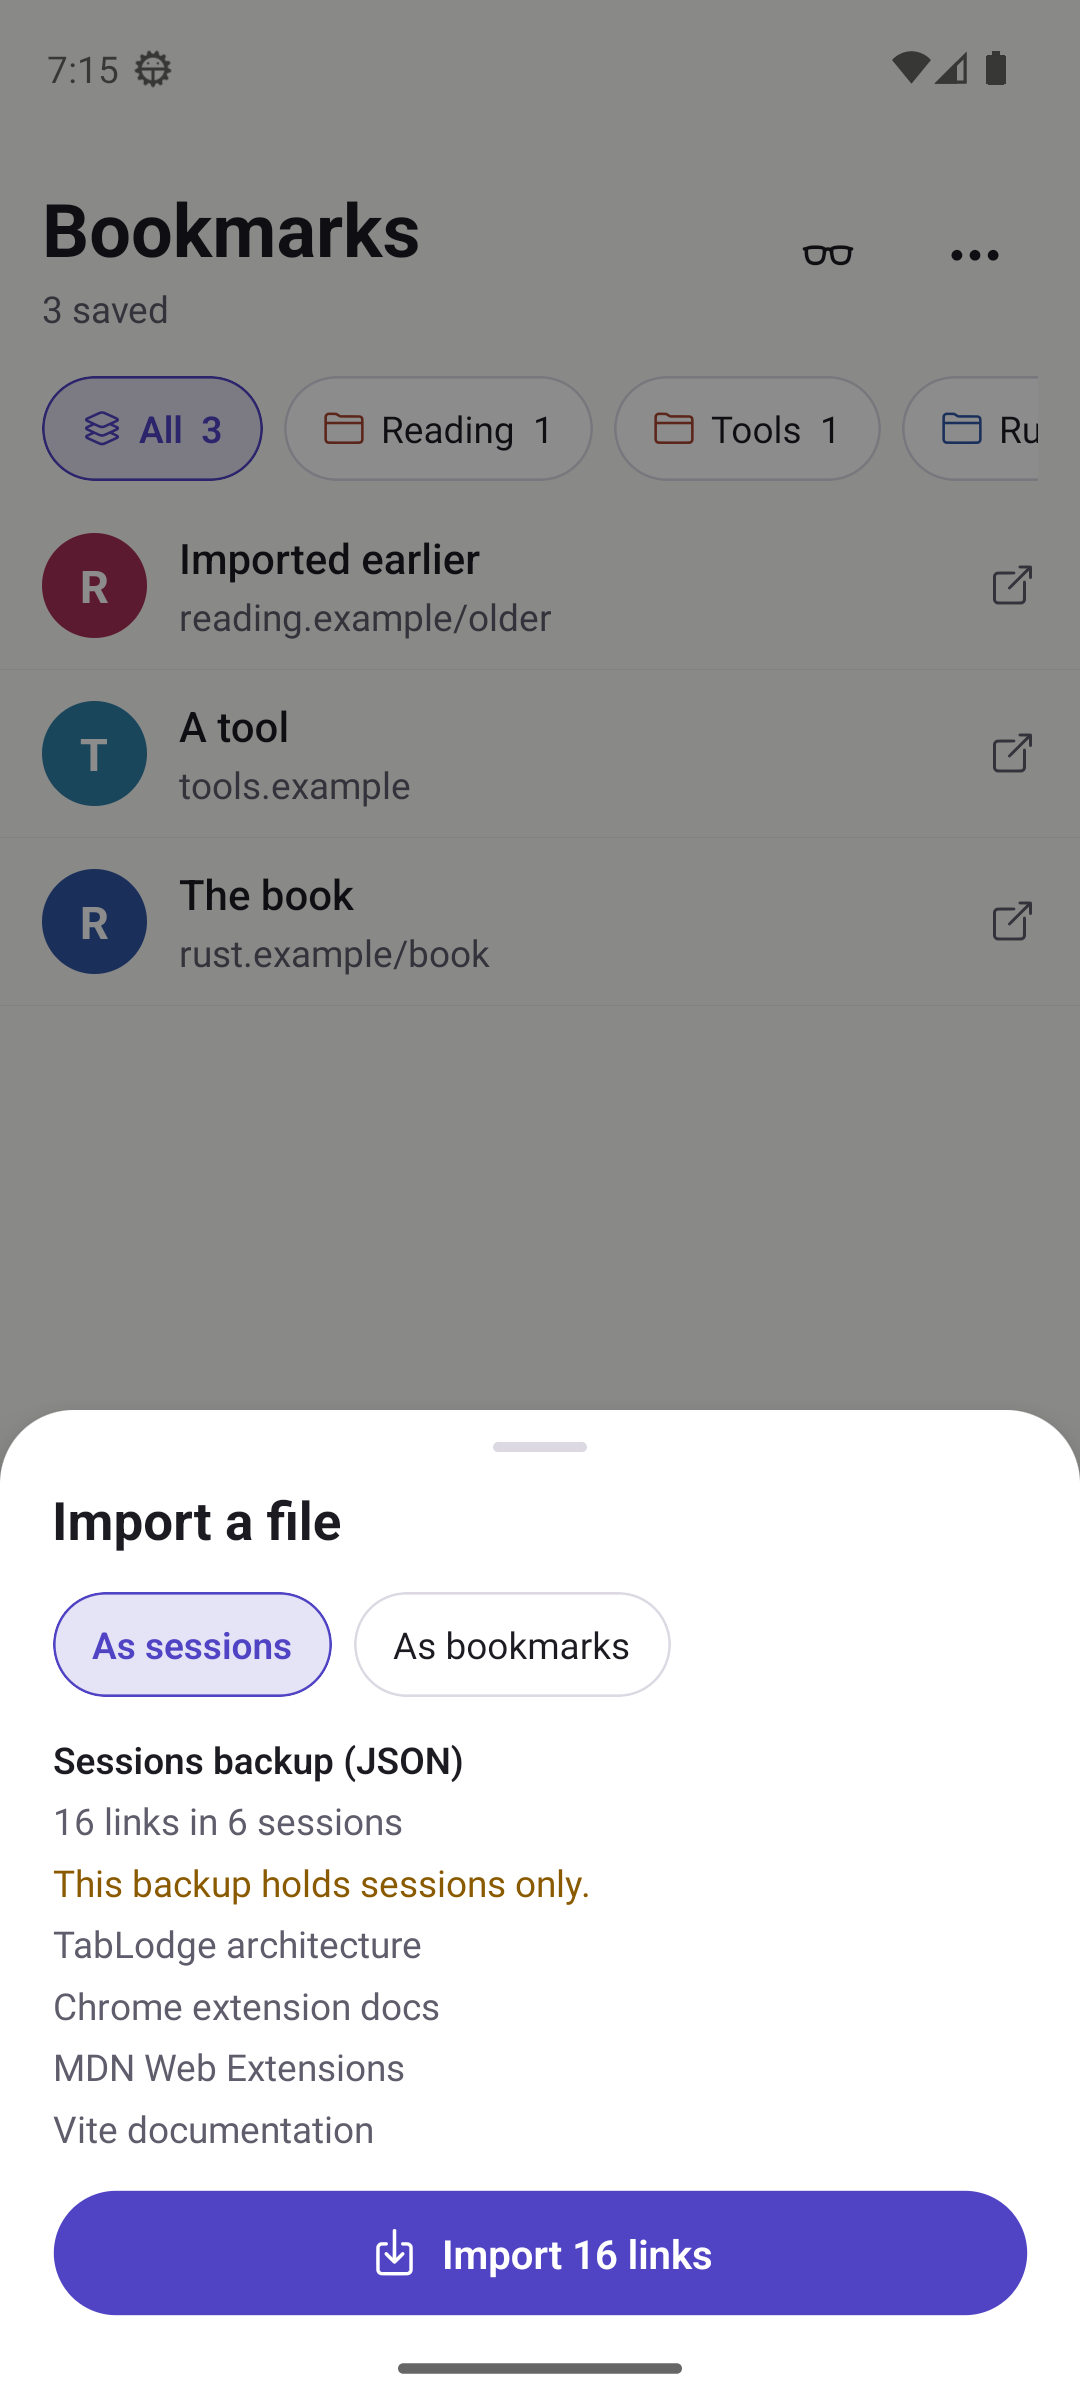 7:15
Bookmarks
3 saved
All 3
Reading 1
Tools 1
Ru
R
Imported earlier
reading.example/older
T
A tool
tools.example
R
The book
rust.example/book
Import a file
As sessions
As bookmarks
Sessions backup (JSON)
16 links in 6 sessions
This backup holds sessions only.
TabLodge architecture
Chrome extension docs
MDN Web Extensions
Vite documentation
Import 16 links